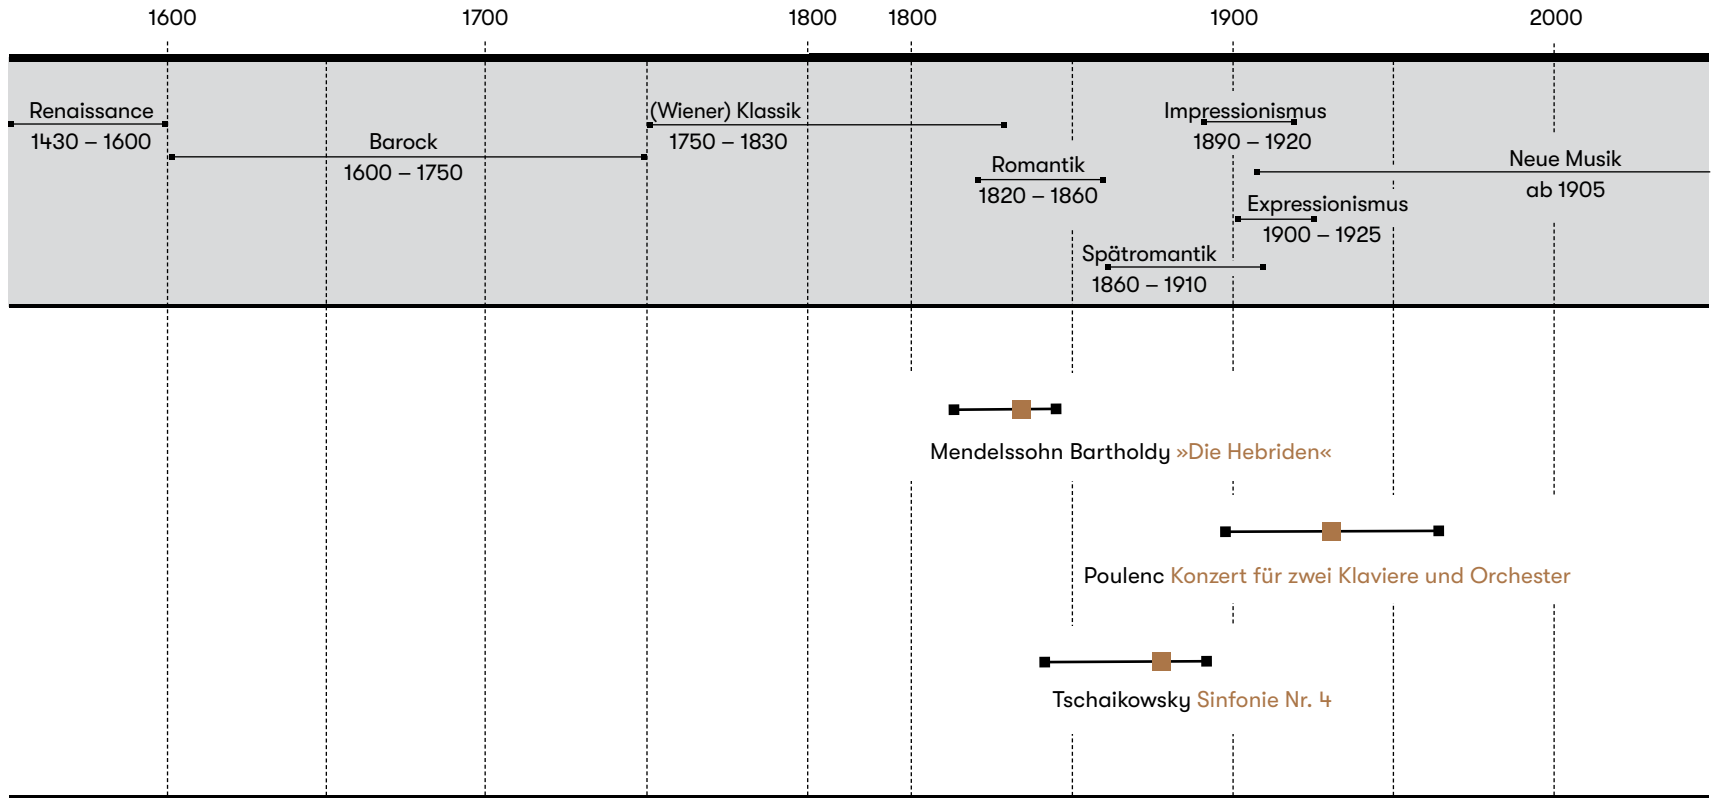 1600 1700 1800 1800 1900 2000
Renaissance
1430 – 1600
Barock
1600 – 1750
(Wiener) Klassik
1750 – 1830
Romantik
1820 – 1860
Impressionismus
1890 – 1920
Neue Musik
ab 1905
Expressionismus
1900 – 1925
Spätromantik
1860 – 1910
Mendelssohn Bartholdy »Die Hebriden«
Poulenc Konzert für zwei Klaviere und Orchester
Tschaikowsky Sinfonie Nr. 4